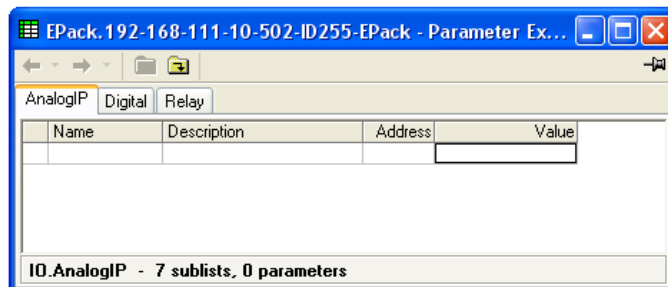 EPack.192-168-111-10-502-ID255-EPack - Parameter Ex...
AnalogIP Digital Relay
Name Description Address Value
IO.AnalogIP - 7 sublists, 0 parameters